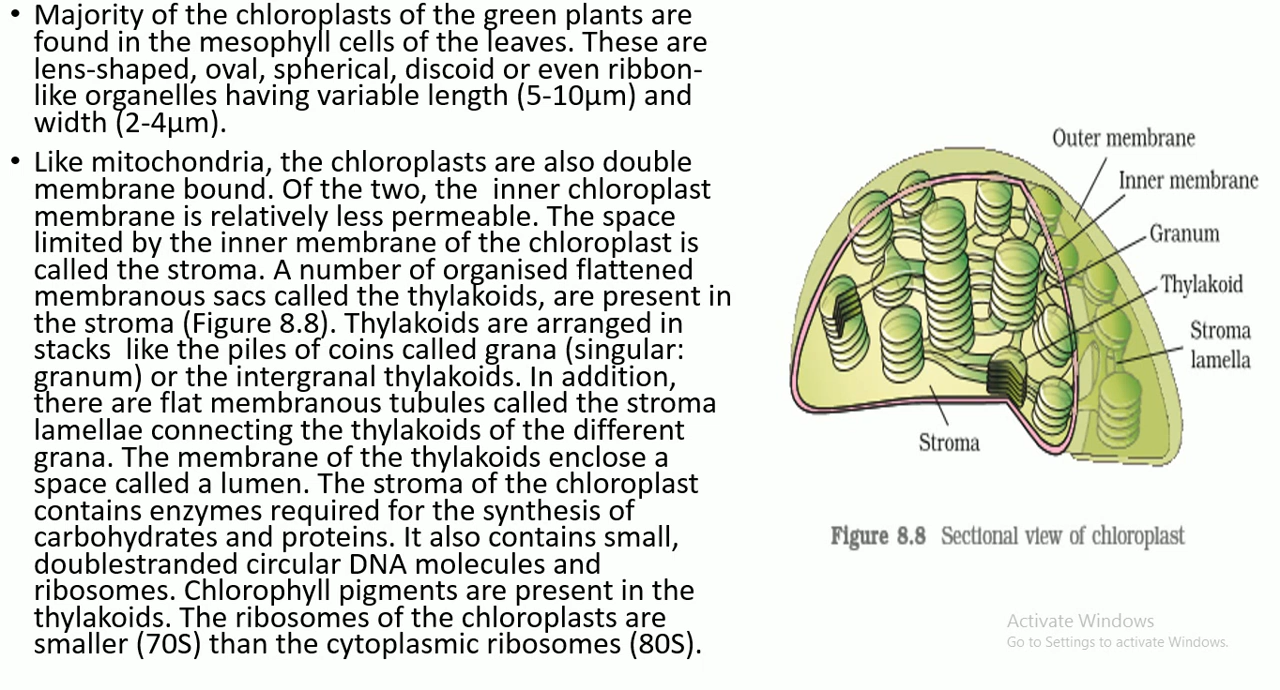 • Majority of the chloroplasts of the green plants are
found in the mesophyll cells of the leaves. These are
lens-shaped, oval, spherical, discoid or even ribbon-
like organelles having variable length (5-10µm) and
width (2-4µm).
• Like mitochondria, the chloroplasts are also double
membrane bound. Of the two, the  inner chloroplast
membrane is relatively less permeable. The space
limited by the inner membrane of the chloroplast is
called the stroma. A number of organised flattened
membranous sacs called the thylakoids, are present in
the stroma (Figure 8.8). Thylakoids are arranged in
stacks  like the piles of coins called grana (singular:
granum) or the intergranal thylakoids. In addition,
there are flat membranous tubules called the stroma
lamellae connecting the thylakoids of the different
grana. The membrane of the thylakoids enclose a
space called a lumen. The stroma of the chloroplast
contains enzymes required for the synthesis of
carbohydrates and proteins. It also contains small,
doublestranded circular DNA molecules and
ribosomes. Chlorophyll pigments are present in the
thylakoids. The ribosomes of the chloroplasts are
smaller (70S) than the cytoplasmic ribosomes (80S).
Outer membrane
Inner membrane
Granum
Thylakoid
Stroma
lamella
Stroma
Figure 8.8 Sectional view of chloroplast
Activate Windows
Go to Settings to activate Windows.